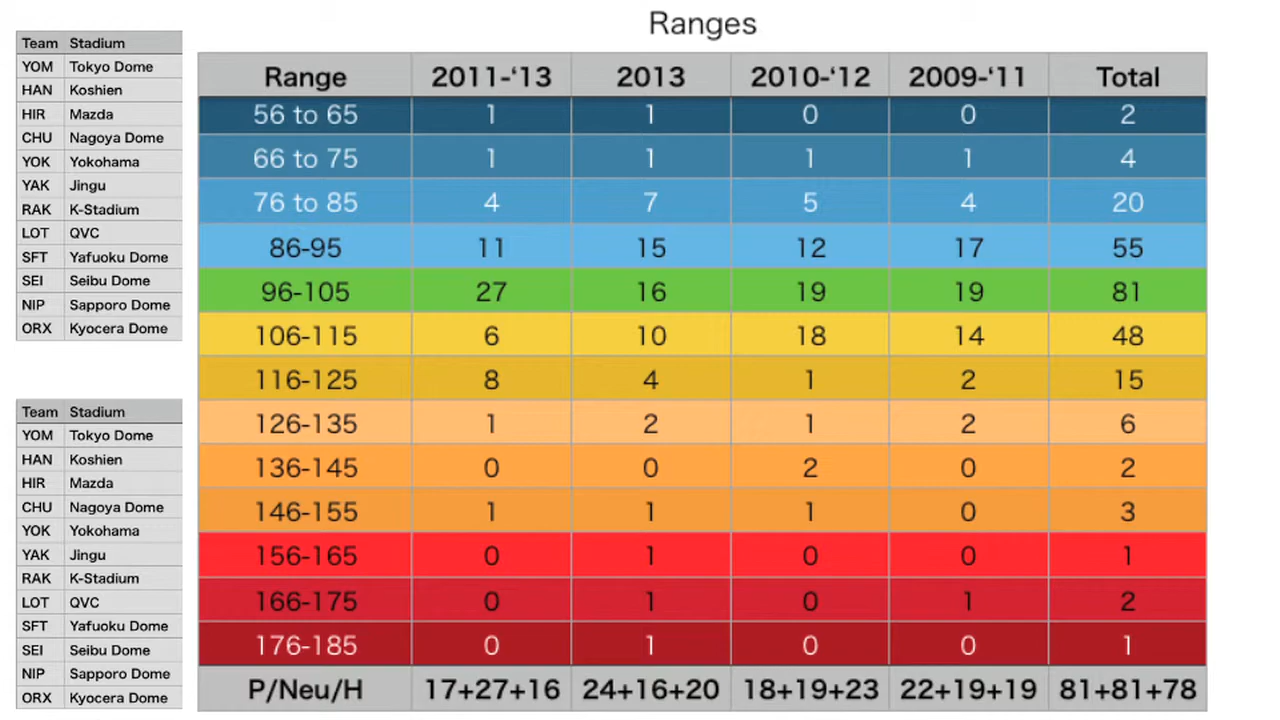 Ranges
Team Stadium
YOM Tokyo Dome
HAN Koshien
HIR Mazda
CHU Nagoya Dome
YOK Yokohama
YAK Jingu
RAK K-Stadium
LOT QVC
SFT Yafuoku Dome
SEI Seibu Dome
NIP Sapporo Dome
ORX Kyocera Dome
Team Stadium
YOM Tokyo Dome
HAN Koshien
HIR Mazda
CHU Nagoya Dome
YOK Yokohama
YAK Jingu
RAK K-Stadium
LOT QVC
SFT Yafuoku Dome
SEI Seibu Dome
NIP Sapporo Dome
ORX Kyocera Dome
Range 2011-‘13 2013 2010-‘12 2009-‘11 Total
56 to 65 1 1 0 0 2
66 to 75 1 1 1 1 4
76 to 85 4 7 5 4 20
86-95 11 15 12 17 55
96-105 27 16 19 19 81
106-115 6 10 18 14 48
116-125 8 4 1 2 15
126-135 1 2 1 2 6
136-145 0 0 2 0 2
146-155 1 1 1 0 3
156-165 0 1 0 0 1
166-175 0 1 0 1 2
176-185 0 1 0 0 1
P/Neu/H 17+27+16 24+16+20 18+19+23 22+19+19 81+81+78